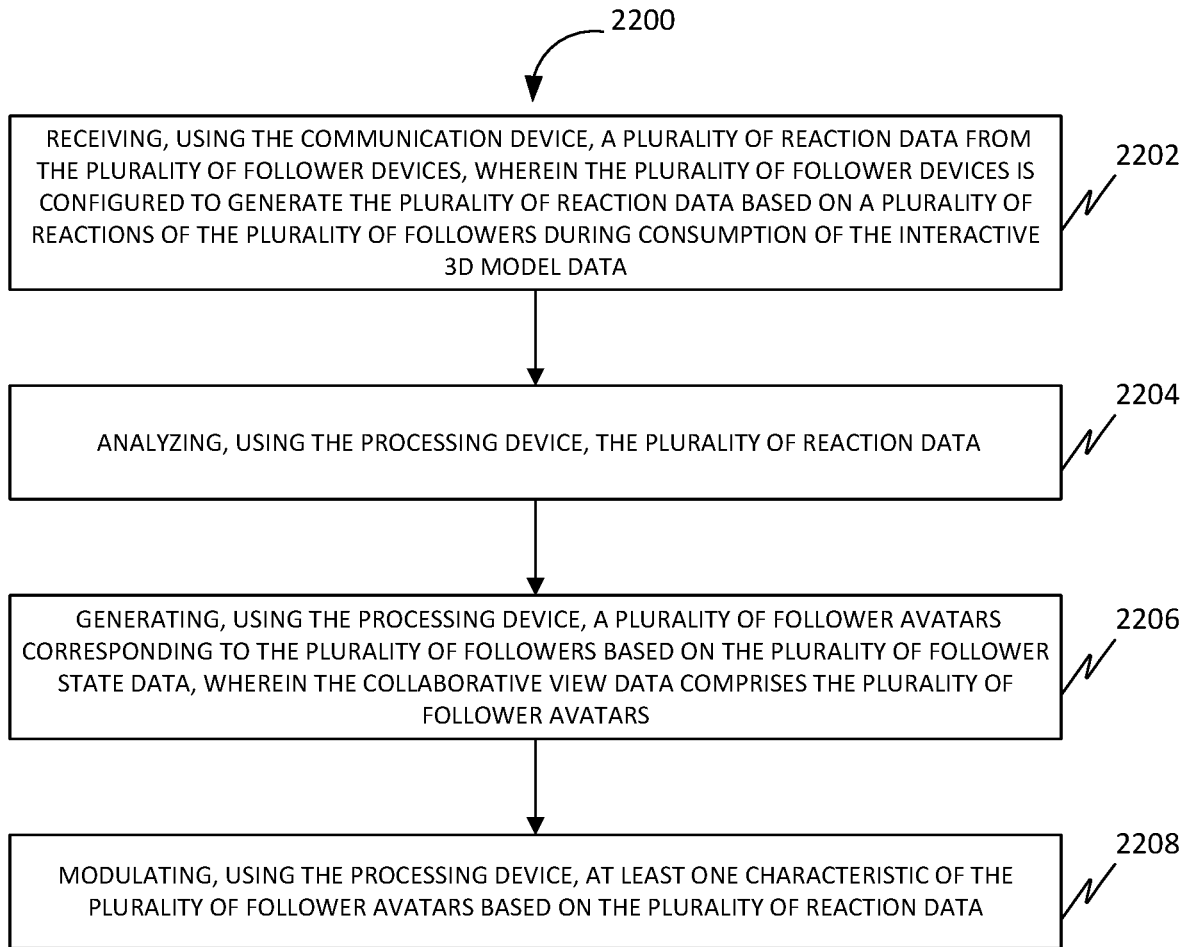 2200
RECEIVING, USING THE COMMUNICATION DEVICE, A PLURALITY OF REACTION DATA FROM
THE PLURALITY OF FOLLOWER DEVICES, WHEREIN THE PLURALITY OF FOLLOWER DEVICES IS
CONFIGURED TO GENERATE THE PLURALITY OF REACTION DATA BASED ON A PLURALITY OF
REACTIONS OF THE PLURALITY OF FOLLOWERS DURING CONSUMPTION OF THE INTERACTIVE
3D MODEL DATA
2202
ANALYZING, USING THE PROCESSING DEVICE, THE PLURALITY OF REACTION DATA
2204
GENERATING, USING THE PROCESSING DEVICE, A PLURALITY OF FOLLOWER AVATARS
CORRESPONDING TO THE PLURALITY OF FOLLOWERS BASED ON THE PLURALITY OF FOLLOWER
STATE DATA, WHEREIN THE COLLABORATIVE VIEW DATA COMPRISES THE PLURALITY OF
FOLLOWER AVATARS
2206
MODULATING, USING THE PROCESSING DEVICE, AT LEAST ONE CHARACTERISTIC OF THE
PLURALITY OF FOLLOWER AVATARS BASED ON THE PLURALITY OF REACTION DATA
2208